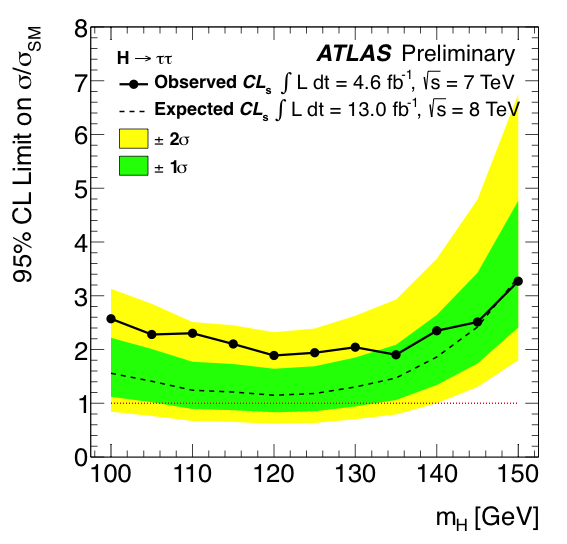 ATLAS Preliminary
H → ττ
Observed CLs ∫ L dt = 4.6 fb-1, √s = 7 TeV
Expected CLs ∫ L dt = 13.0 fb-1, √s = 8 TeV
± 2σ
± 1σ
95% CL Limit on σ/σSM
8
7
6
5
4
3
2
1
0
100 110 120 130 140 150
mH [GeV]